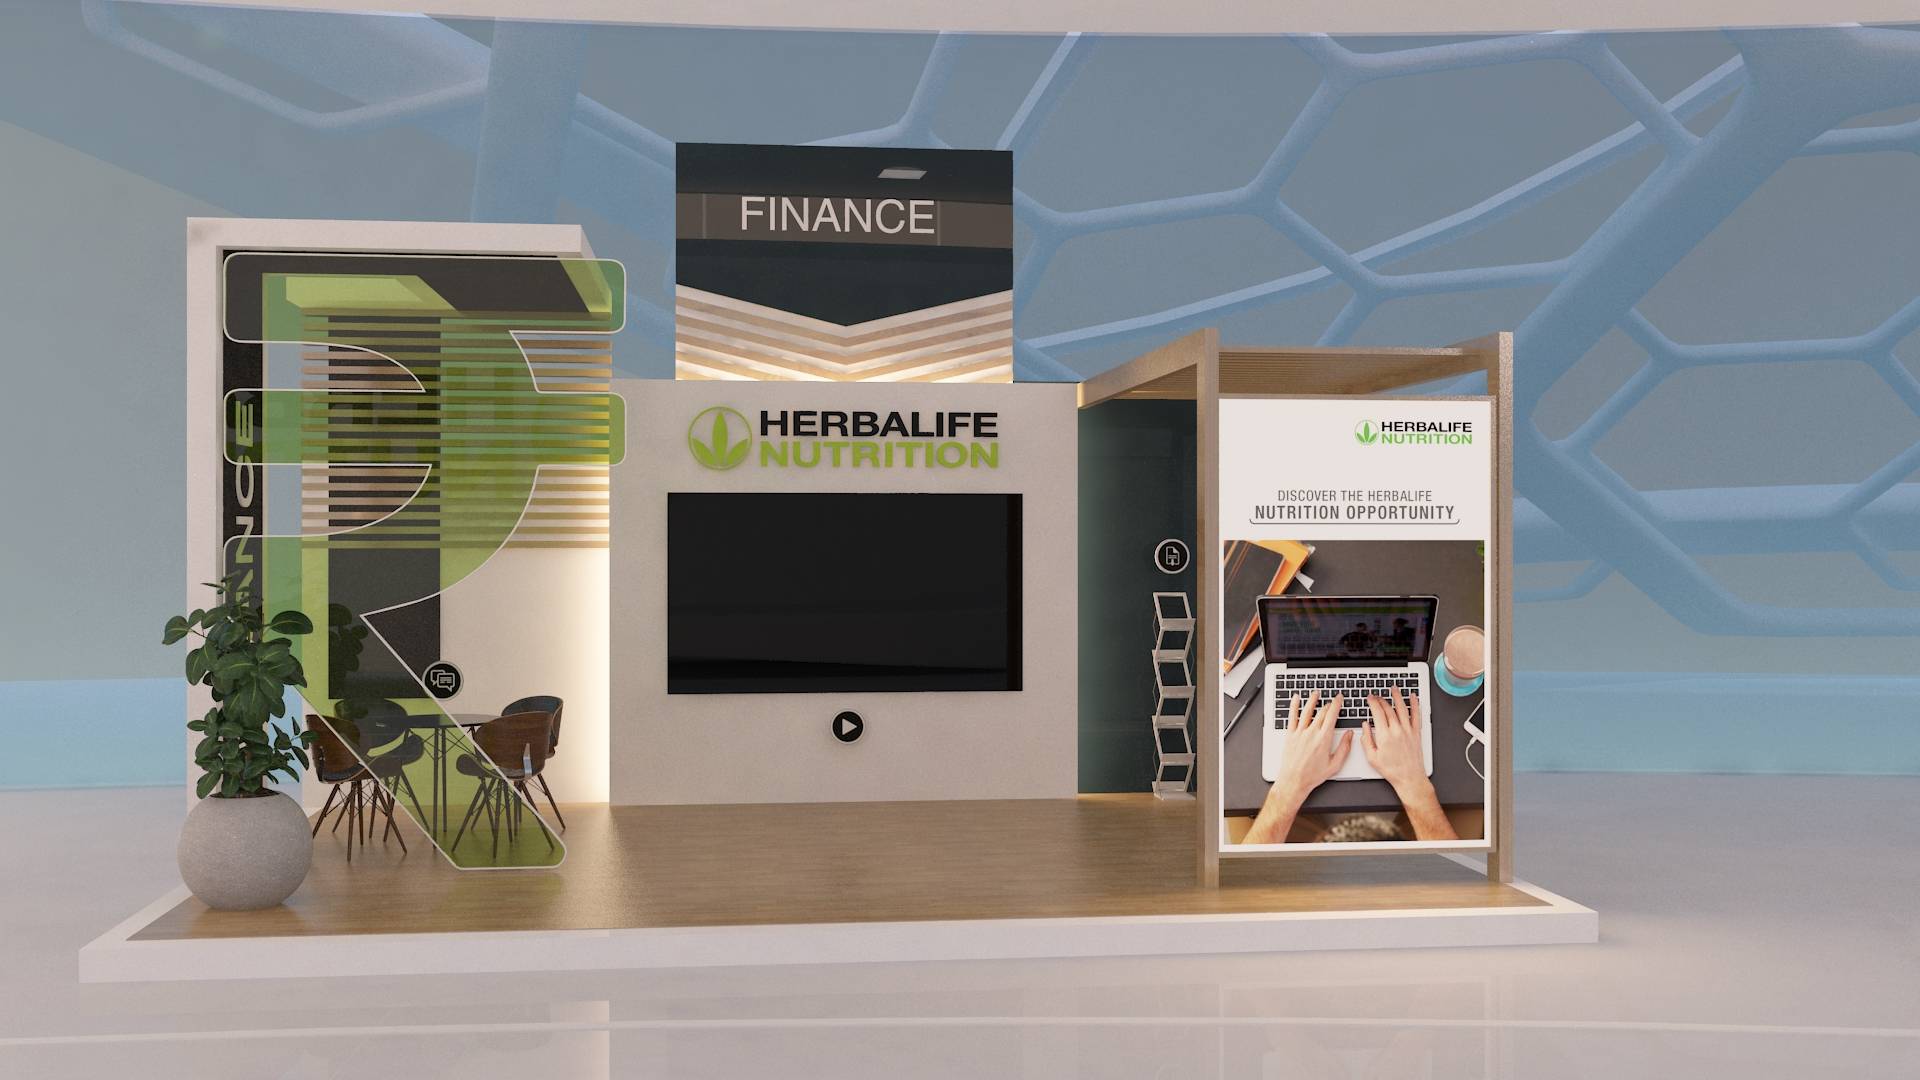 FINANCE
HERBALIFE
NUTRITION
HERBALIFE
NUTRITION
DISCOVER THE HERBALIFE
NUTRITION OPPORTUNITY